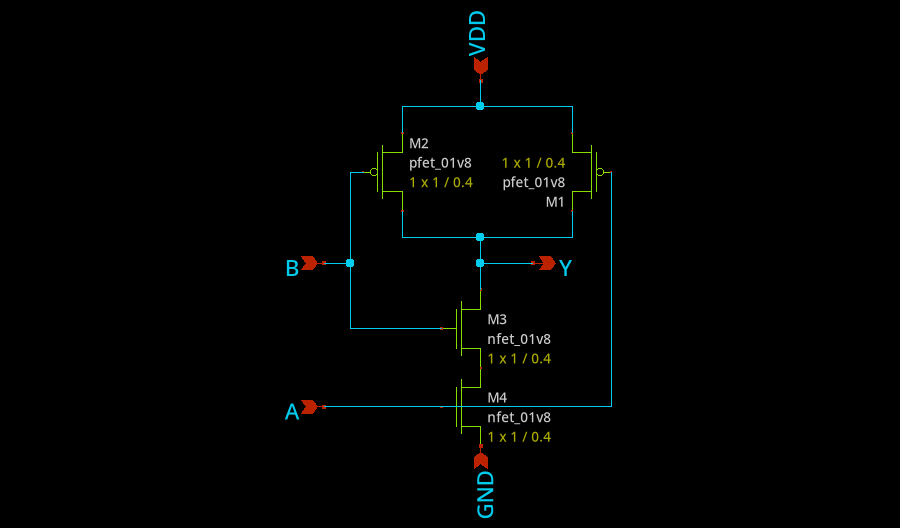 VDD
M2
pfet_01v8
1 x 1 / 0.4
1 x 1 / 0.4
pfet_01v8
M1
B
Y
M3
nfet_01v8
1 x 1 / 0.4
A
M4
nfet_01v8
1 x 1 / 0.4
GND